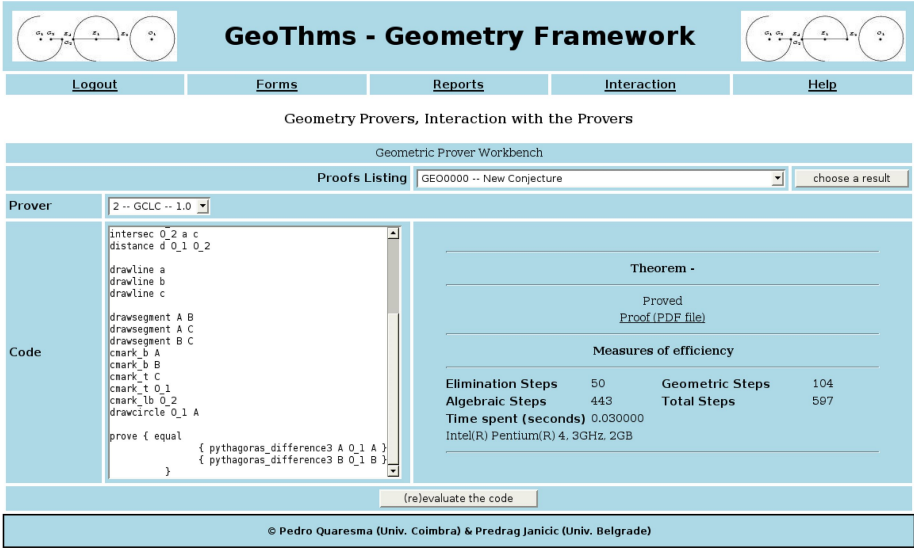 GeoThms - Geometry Framework
Logout Forms Reports Interaction Help
Geometry Provers, Interaction with the Provers
Geometric Prover Workbench
Proofs Listing GEO0000 -- New Conjecture choose a result
Prover 2 -- GCLC -- 1.0
Code
intersec O_2 a c
distance d O_1 O_2
drawline a
drawline b
drawline c
drawsegment A B
drawsegment A C
drawsegment B C
cmark_b A
cmark_b B
cmark_t C
cmark_t O_1
cmark_lb O_2
drawcircle O_1 A
prove { equal
{ pythagoras_difference3 A O_1 A }
{ pythagoras_difference3 B O_1 B }
}
Theorem -
Proved
Proof (PDF file)
Measures of efficiency
Elimination Steps 50 Geometric Steps 104
Algebraic Steps 443 Total Steps 597
Time spent (seconds) 0.030000
Intel(R) Pentium(R) 4, 3GHz, 2GB
(re)evaluate the code
© Pedro Quaresma (Univ. Coimbra) & Predrag Janicic (Univ. Belgrade)